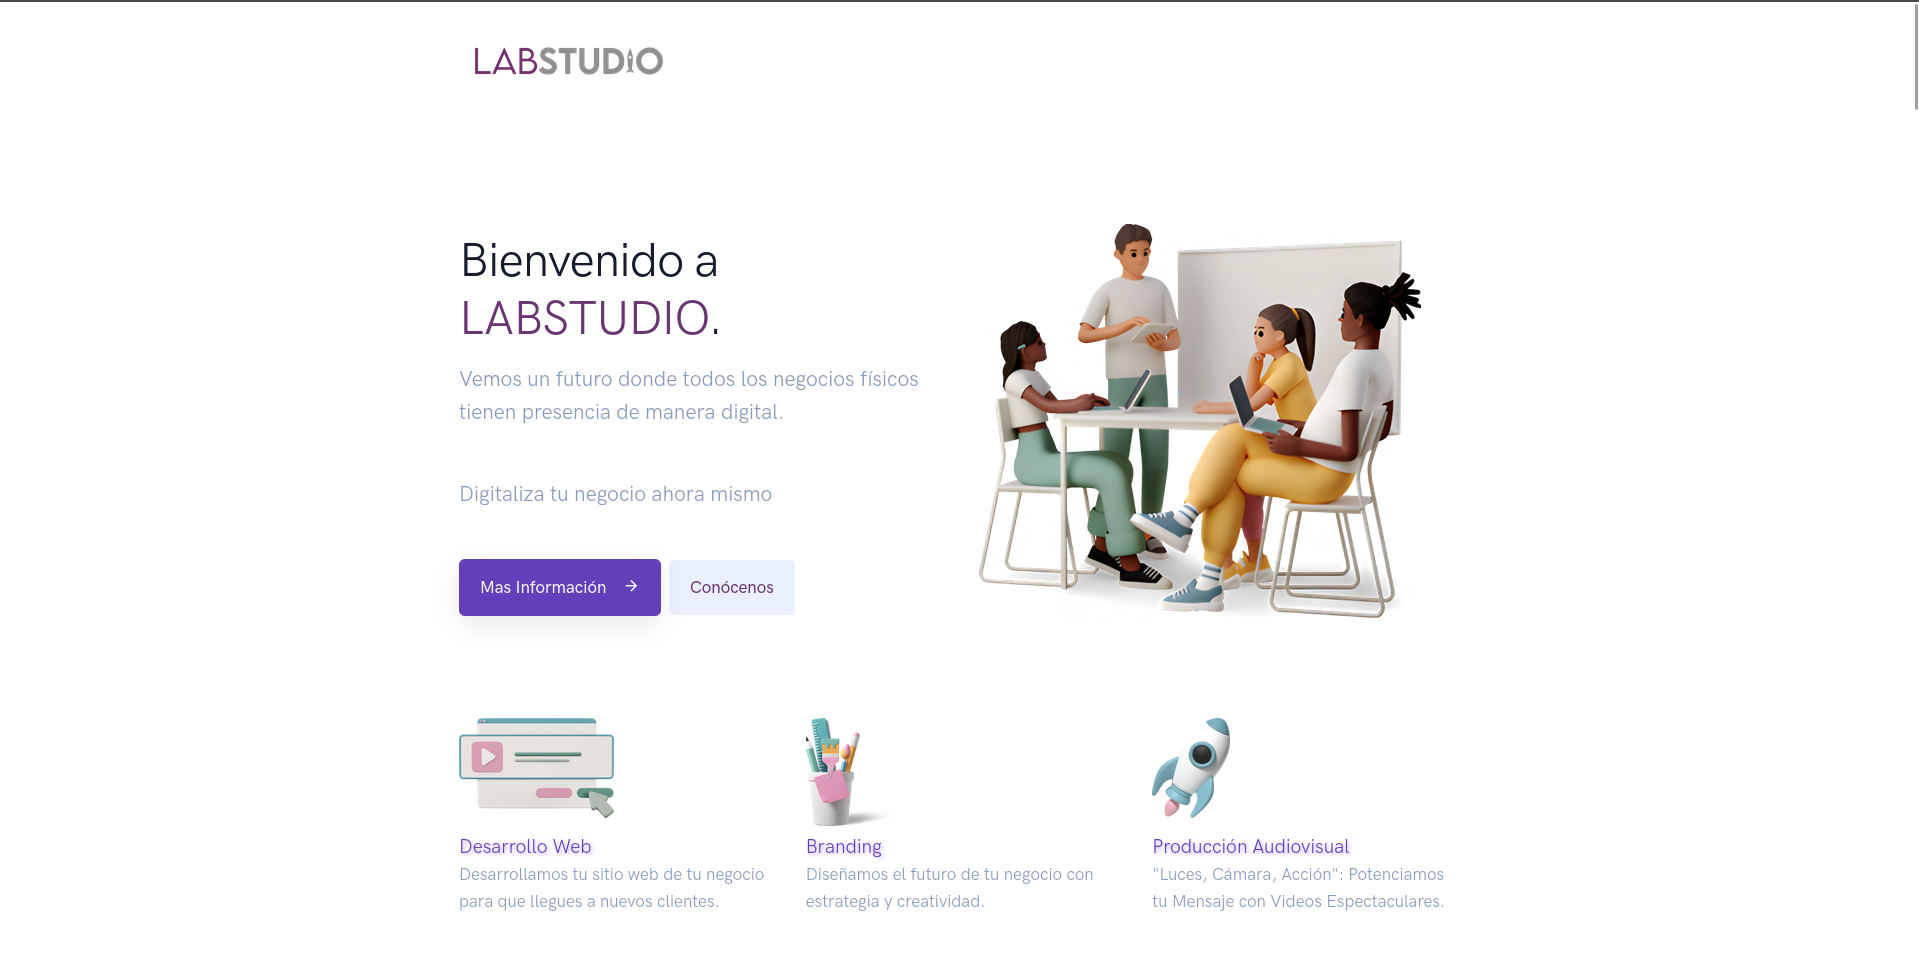 LABSTUDIO
Bienvenido a
LABSTUDIO.
Vemos un futuro donde todos los negocios físicos
tienen presencia de manera digital.
Digitaliza tu negocio ahora mismo
Mas Información →
Conócenos
Desarrollo Web
Desarrollamos tu sitio web de tu negocio
para que llegues a nuevos clientes.
Branding
Diseñamos el futuro de tu negocio con
estrategia y creatividad.
Producción Audiovisual
"Luces, Cámara, Acción": Potenciamos
tu Mensaje con Videos Espectaculares.